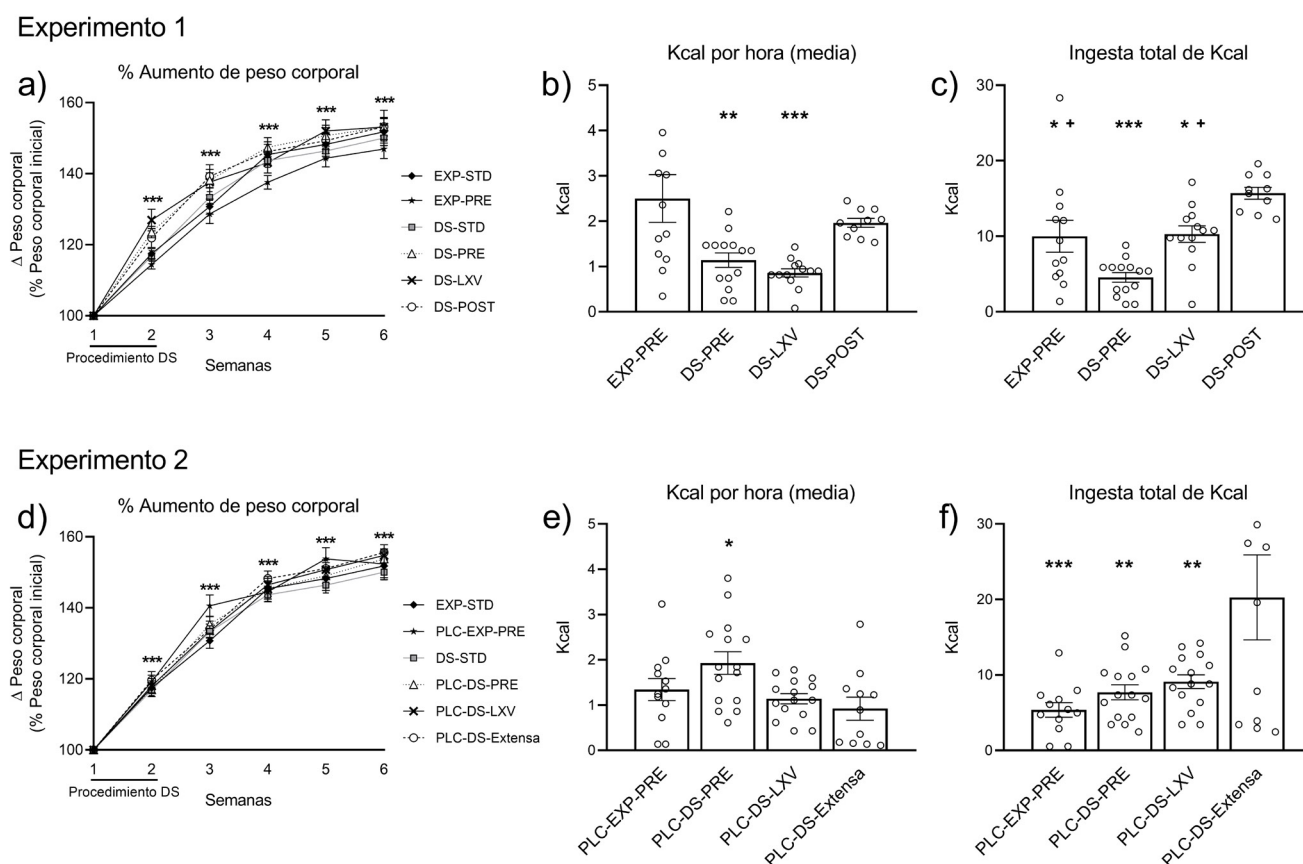 Experimento 1
a)
% Aumento de peso corporal
Δ Peso corporal
(% Peso corporal inicial)
160
140
120
100
***
***
***
***
***
1 2 3 4 5 6
Procedimiento DS
Semanas
EXP-STD
EXP-PRE
DS-STD
DS-PRE
DS-LXV
DS-POST
b)
Kcal por hora (media)
Kcal
5
4
3
2
1
0
**
***
EXP-PRE
DS-PRE
DS-LXV
DS-POST
c)
Ingesta total de Kcal
Kcal
30
20
10
0
* +
***
* +
EXP-PRE
DS-PRE
DS-LXV
DS-POST
Experimento 2
d)
% Aumento de peso corporal
Δ Peso corporal
(% Peso corporal inicial)
160
140
120
100
***
***
***
***
***
1 2 3 4 5 6
Procedimiento DS
Semanas
EXP-STD
PLC-EXP-PRE
DS-STD
PLC-DS-PRE
PLC-DS-LXV
PLC-DS-Extensa
e)
Kcal por hora (media)
Kcal
5
4
3
2
1
0
*
PLC-EXP-PRE
PLC-DS-PRE
PLC-DS-LXV
PLC-DS-Extensa
f)
Ingesta total de Kcal
Kcal
30
20
10
0
***
**
**
PLC-EXP-PRE
PLC-DS-PRE
PLC-DS-LXV
PLC-DS-Extensa